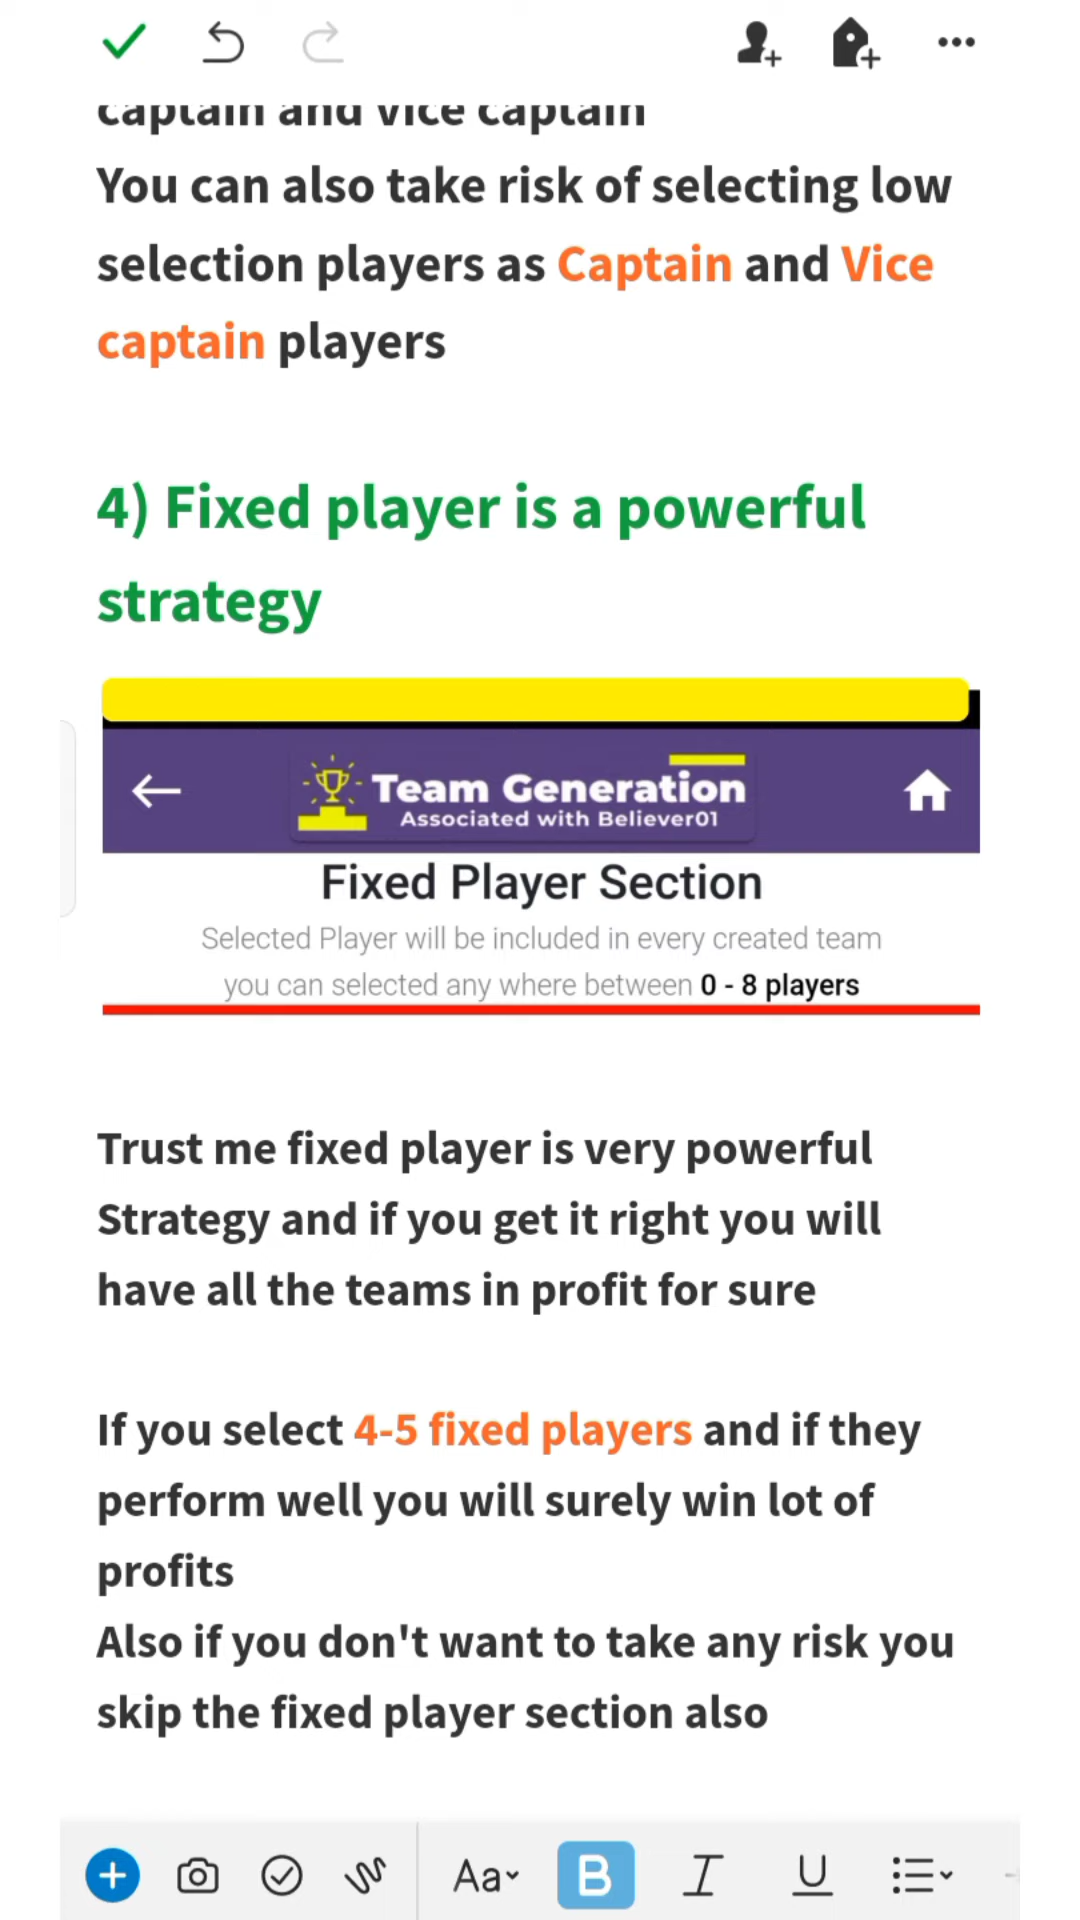 captain and vice captain
You can also take risk of selecting low
selection players as Captain and Vice
captain players
4) Fixed player is a powerful
strategy
Team Generation
Associated with Believer01
Fixed Player Section
Selected Player will be included in every created team
you can selected any where between 0 - 8 players
Trust me fixed player is very powerful
Strategy and if you get it right you will
have all the teams in profit for sure
If you select 4-5 fixed players and if they
perform well you will surely win lot of
profits
Also if you don't want to take any risk you
skip the fixed player section also
Aa B I U